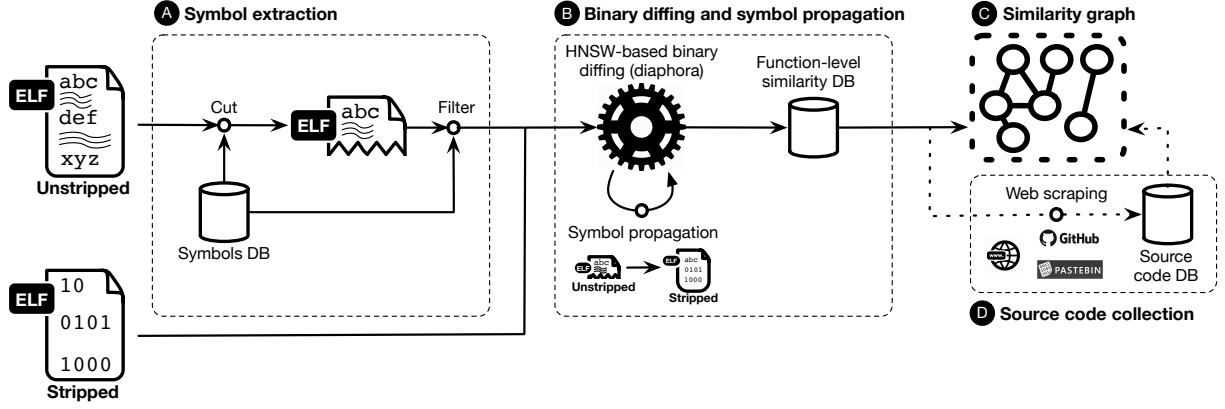 A Symbol extraction
B Binary diffing and symbol propagation
C Similarity graph
ELF
abc
def
xyz
Unstripped
Cut
ELF
abc
Filter
Symbols DB
HNSW-based binary
diffing (diaphora)
Function-level
similarity DB
Symbol propagation
ELF
abc
Unstripped
ELF
abc
0101
1000
Stripped
Web scraping
www.
GitHub
PASTEBIN
Source
code DB
D Source code collection
ELF
10
0101
1000
Stripped